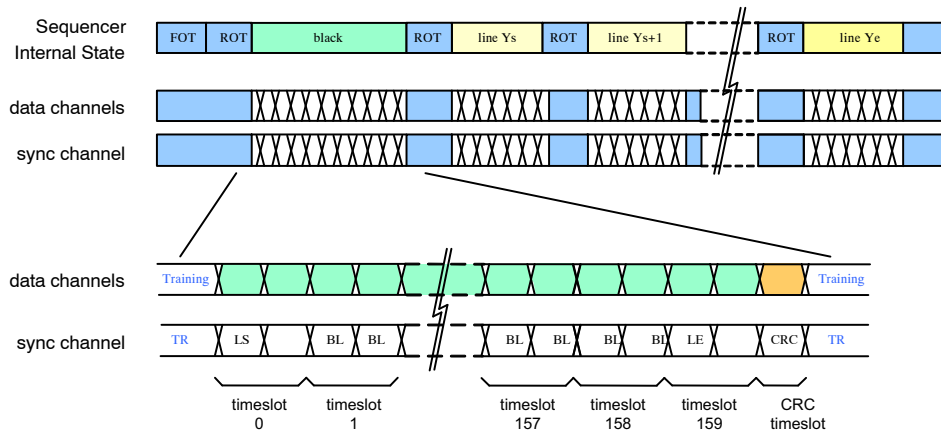 Sequencer
Internal State
FOT ROT black ROT line Ys ROT line Ys+1 ROT line Ye
data channels
sync channel
data channels Training Training
sync channel TR LS BL BL BL BL BL BL LE CRC TR
timeslot timeslot timeslot timeslot timeslot CRC
0 1 157 158 159 timeslot